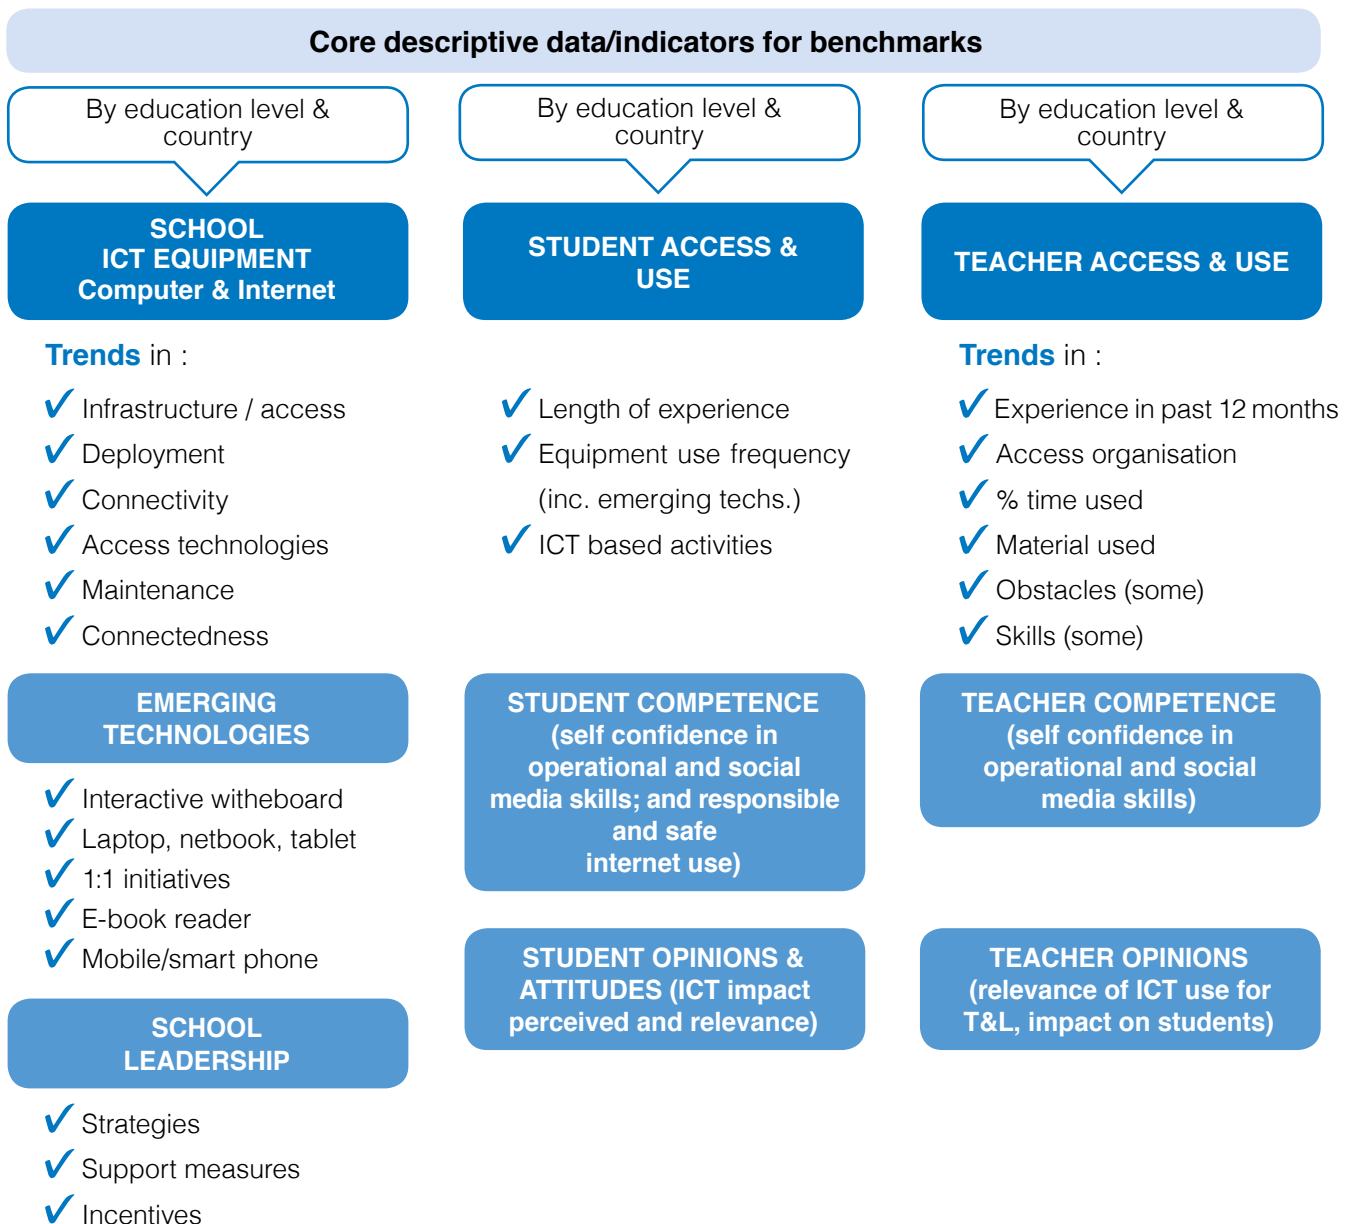 Core descriptive data/indicators for benchmarks
By education level &
country
SCHOOL
ICT EQUIPMENT
Computer & Internet
Trends in :
Infrastructure / access
Deployment
Connectivity
Access technologies
Maintenance
Connectedness
EMERGING
TECHNOLOGIES
Interactive witheboard
Laptop, netbook, tablet
1:1 initiatives
E-book reader
Mobile/smart phone
SCHOOL
LEADERSHIP
Strategies
Support measures
Incentives
By education level &
country
STUDENT ACCESS &
USE
Length of experience
Equipment use frequency
(inc. emerging techs.)
ICT based activities
STUDENT COMPETENCE
(self confidence in
operational and social
media skills; and responsible
and safe
internet use)
STUDENT OPINIONS &
ATTITUDES (ICT impact
perceived and relevance)
By education level &
country
TEACHER ACCESS & USE
Trends in :
Experience in past 12 months
Access organisation
% time used
Material used
Obstacles (some)
Skills (some)
TEACHER COMPETENCE
(self confidence in
operational and social
media skills)
TEACHER OPINIONS
(relevance of ICT use for
T&L, impact on students)